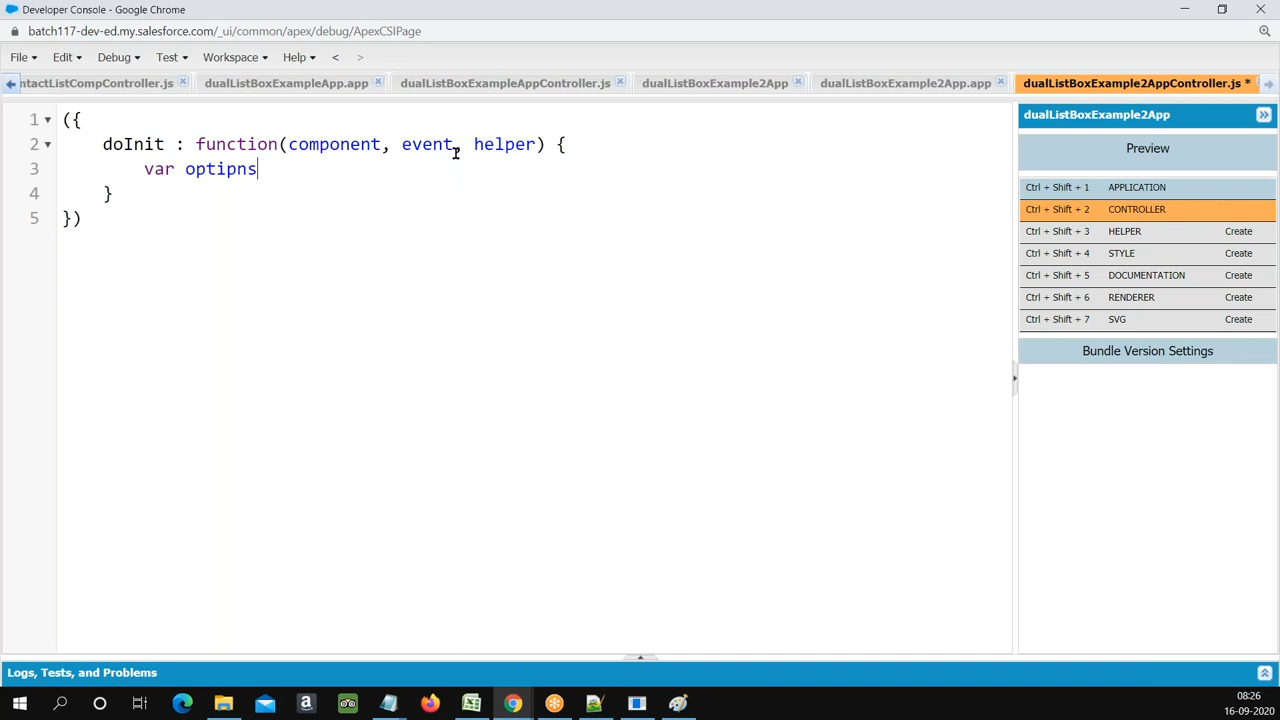 Developer Console - Google Chrome
batch117-dev-ed.my.salesforce.com/_ui/common/apex/debug/ApexCSIPage
File Edit Debug Test Workspace Help < >
ntactListCompController.js dualListBoxExampleApp.app dualListBoxExampleAppController.js dualListBoxExample2App dualListBoxExample2App.app dualListBoxExample2AppController.js *
1 ({
2 doInit : function(component, event, helper) {
3 var optipns
4 }
5 })
dualListBoxExample2App
Preview
Ctrl + Shift + 1 APPLICATION
Ctrl + Shift + 2 CONTROLLER
Ctrl + Shift + 3 HELPER Create
Ctrl + Shift + 4 STYLE Create
Ctrl + Shift + 5 DOCUMENTATION Create
Ctrl + Shift + 6 RENDERER Create
Ctrl + Shift + 7 SVG Create
Bundle Version Settings
Logs, Tests, and Problems
08:26
16-09-2020